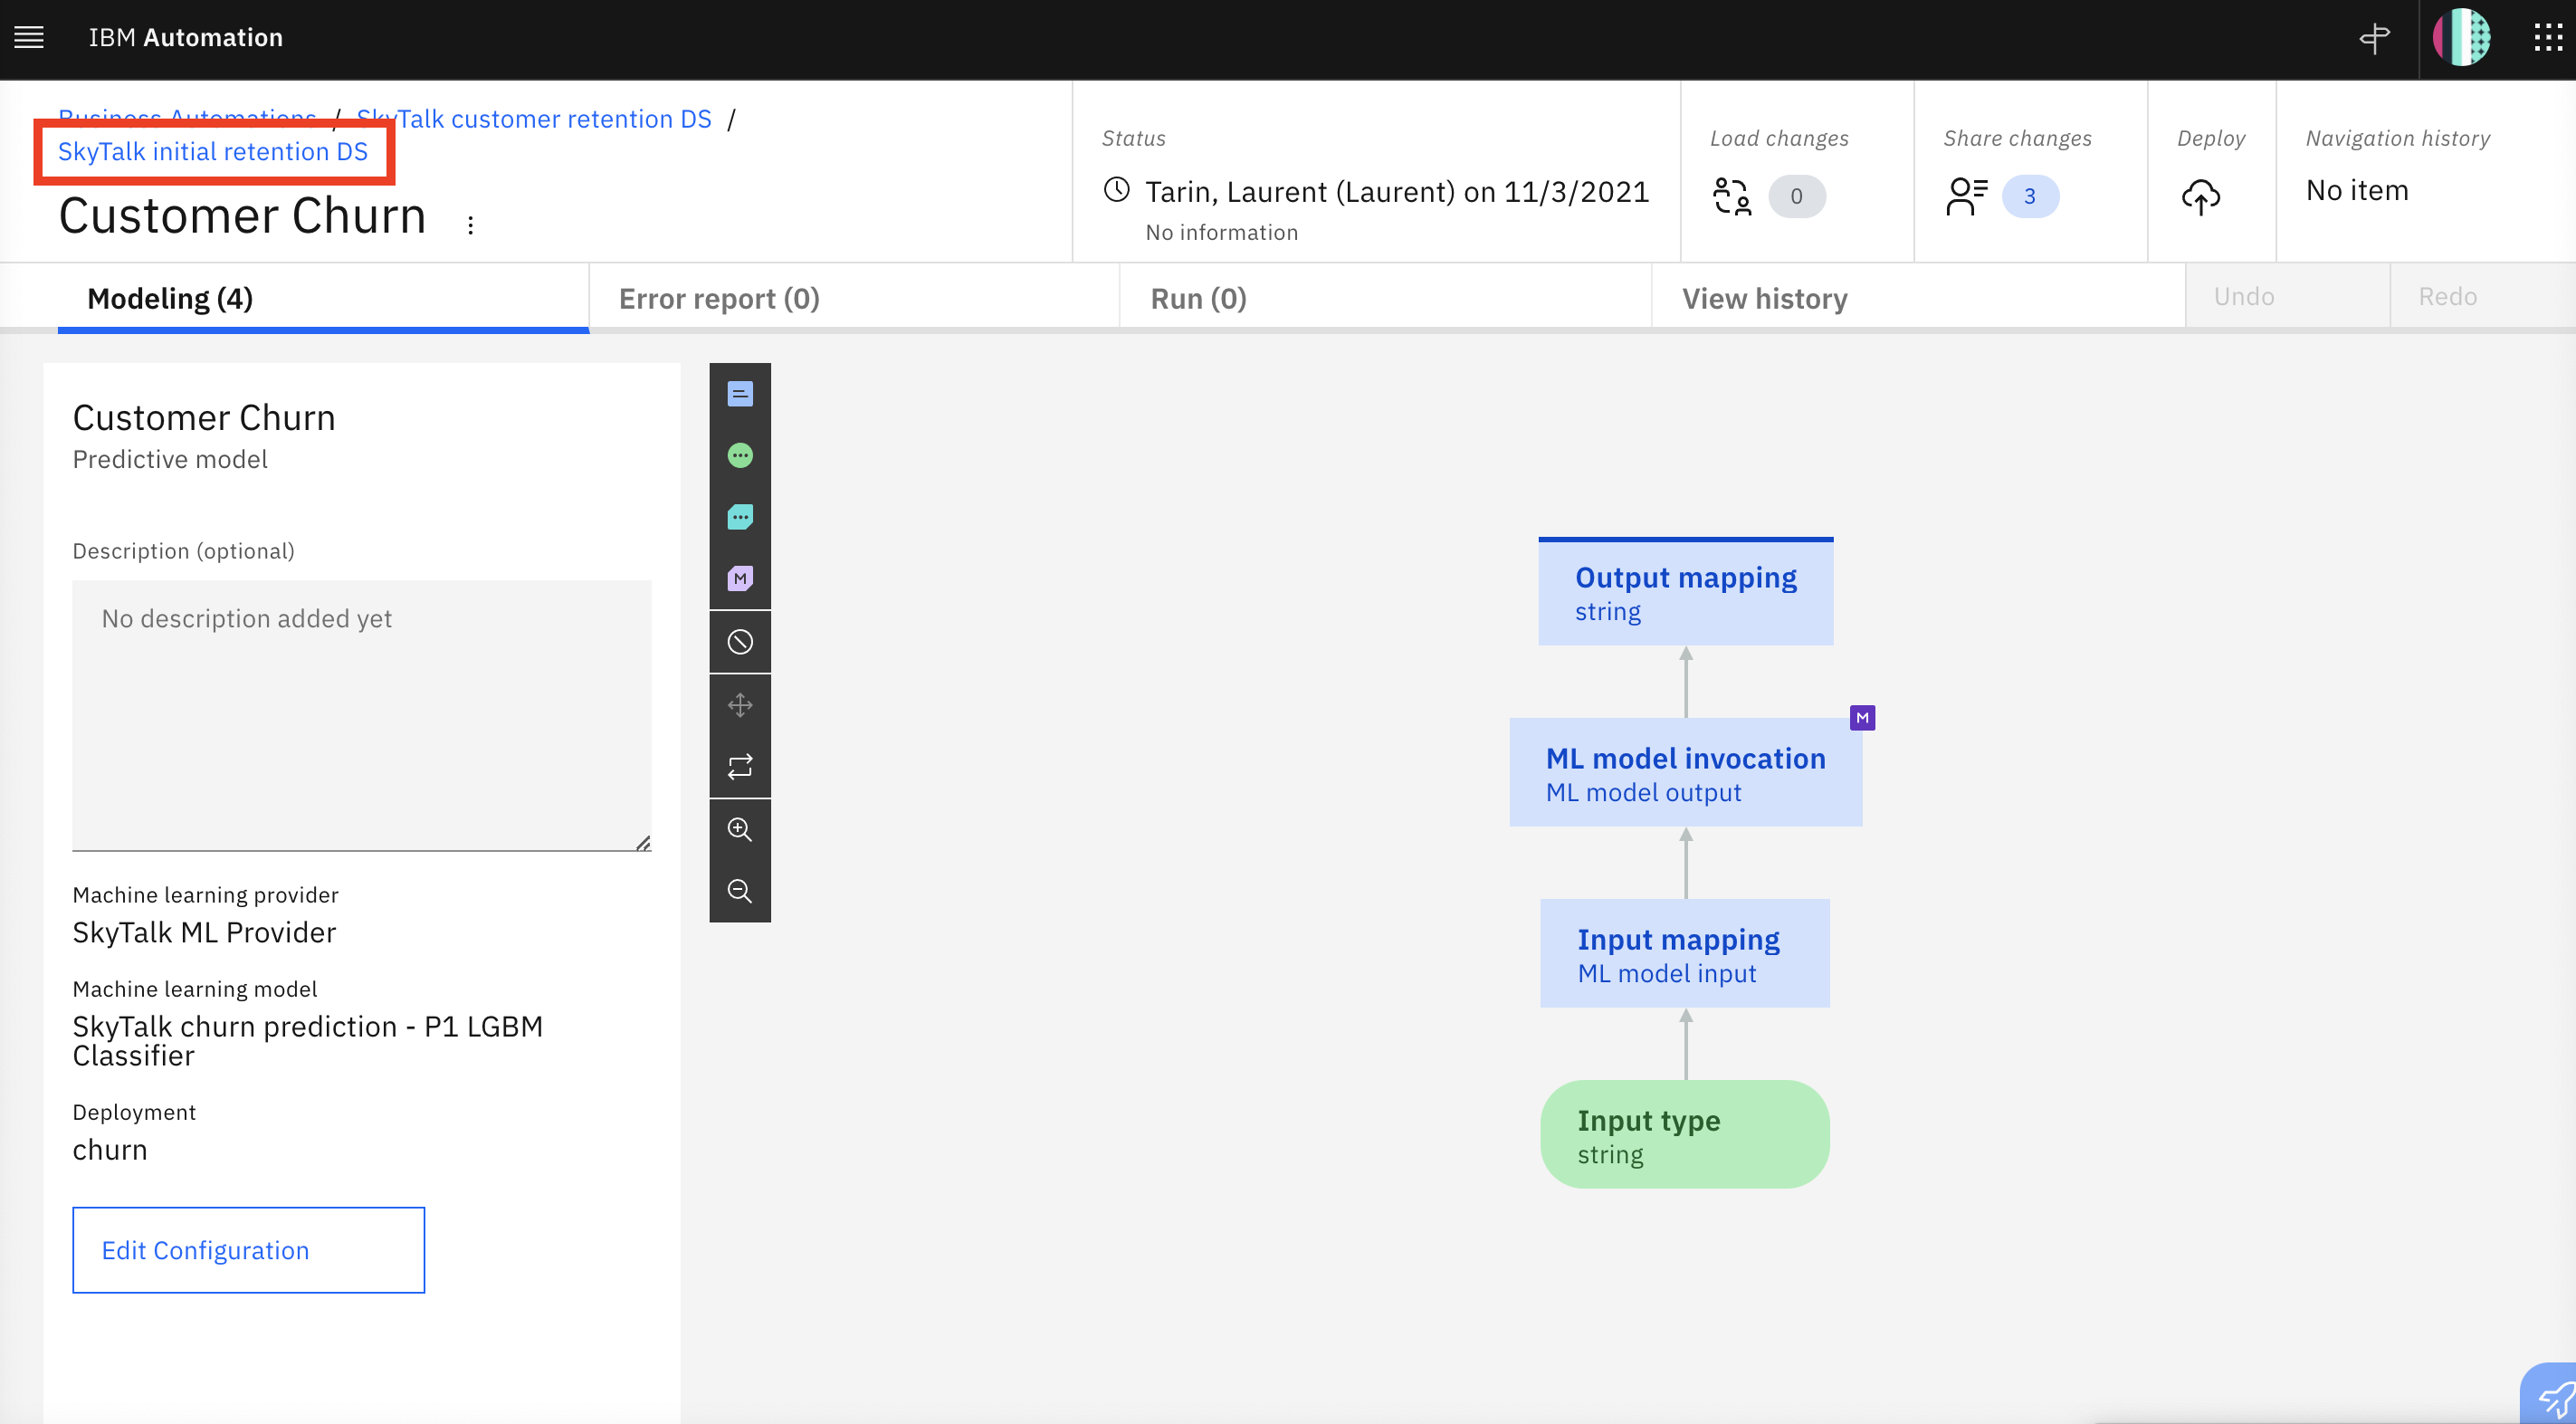 IBM Automation
Business Automations / SkyTalk customer retention DS /
SkyTalk initial retention DS
Customer Churn
Status
Tarin, Laurent (Laurent) on 11/3/2021
No information
Load changes
0
Share changes
3
Deploy
Navigation history
No item
Modeling (4)
Error report (0)
Run (0)
View history
Undo
Redo
Customer Churn
Predictive model
Description (optional)
No description added yet
Machine learning provider
SkyTalk ML Provider
Machine learning model
SkyTalk churn prediction - P1 LGBM
Classifier
Deployment
churn
Edit Configuration
M
Output mapping
string
M
ML model invocation
ML model output
Input mapping
ML model input
Input type
string